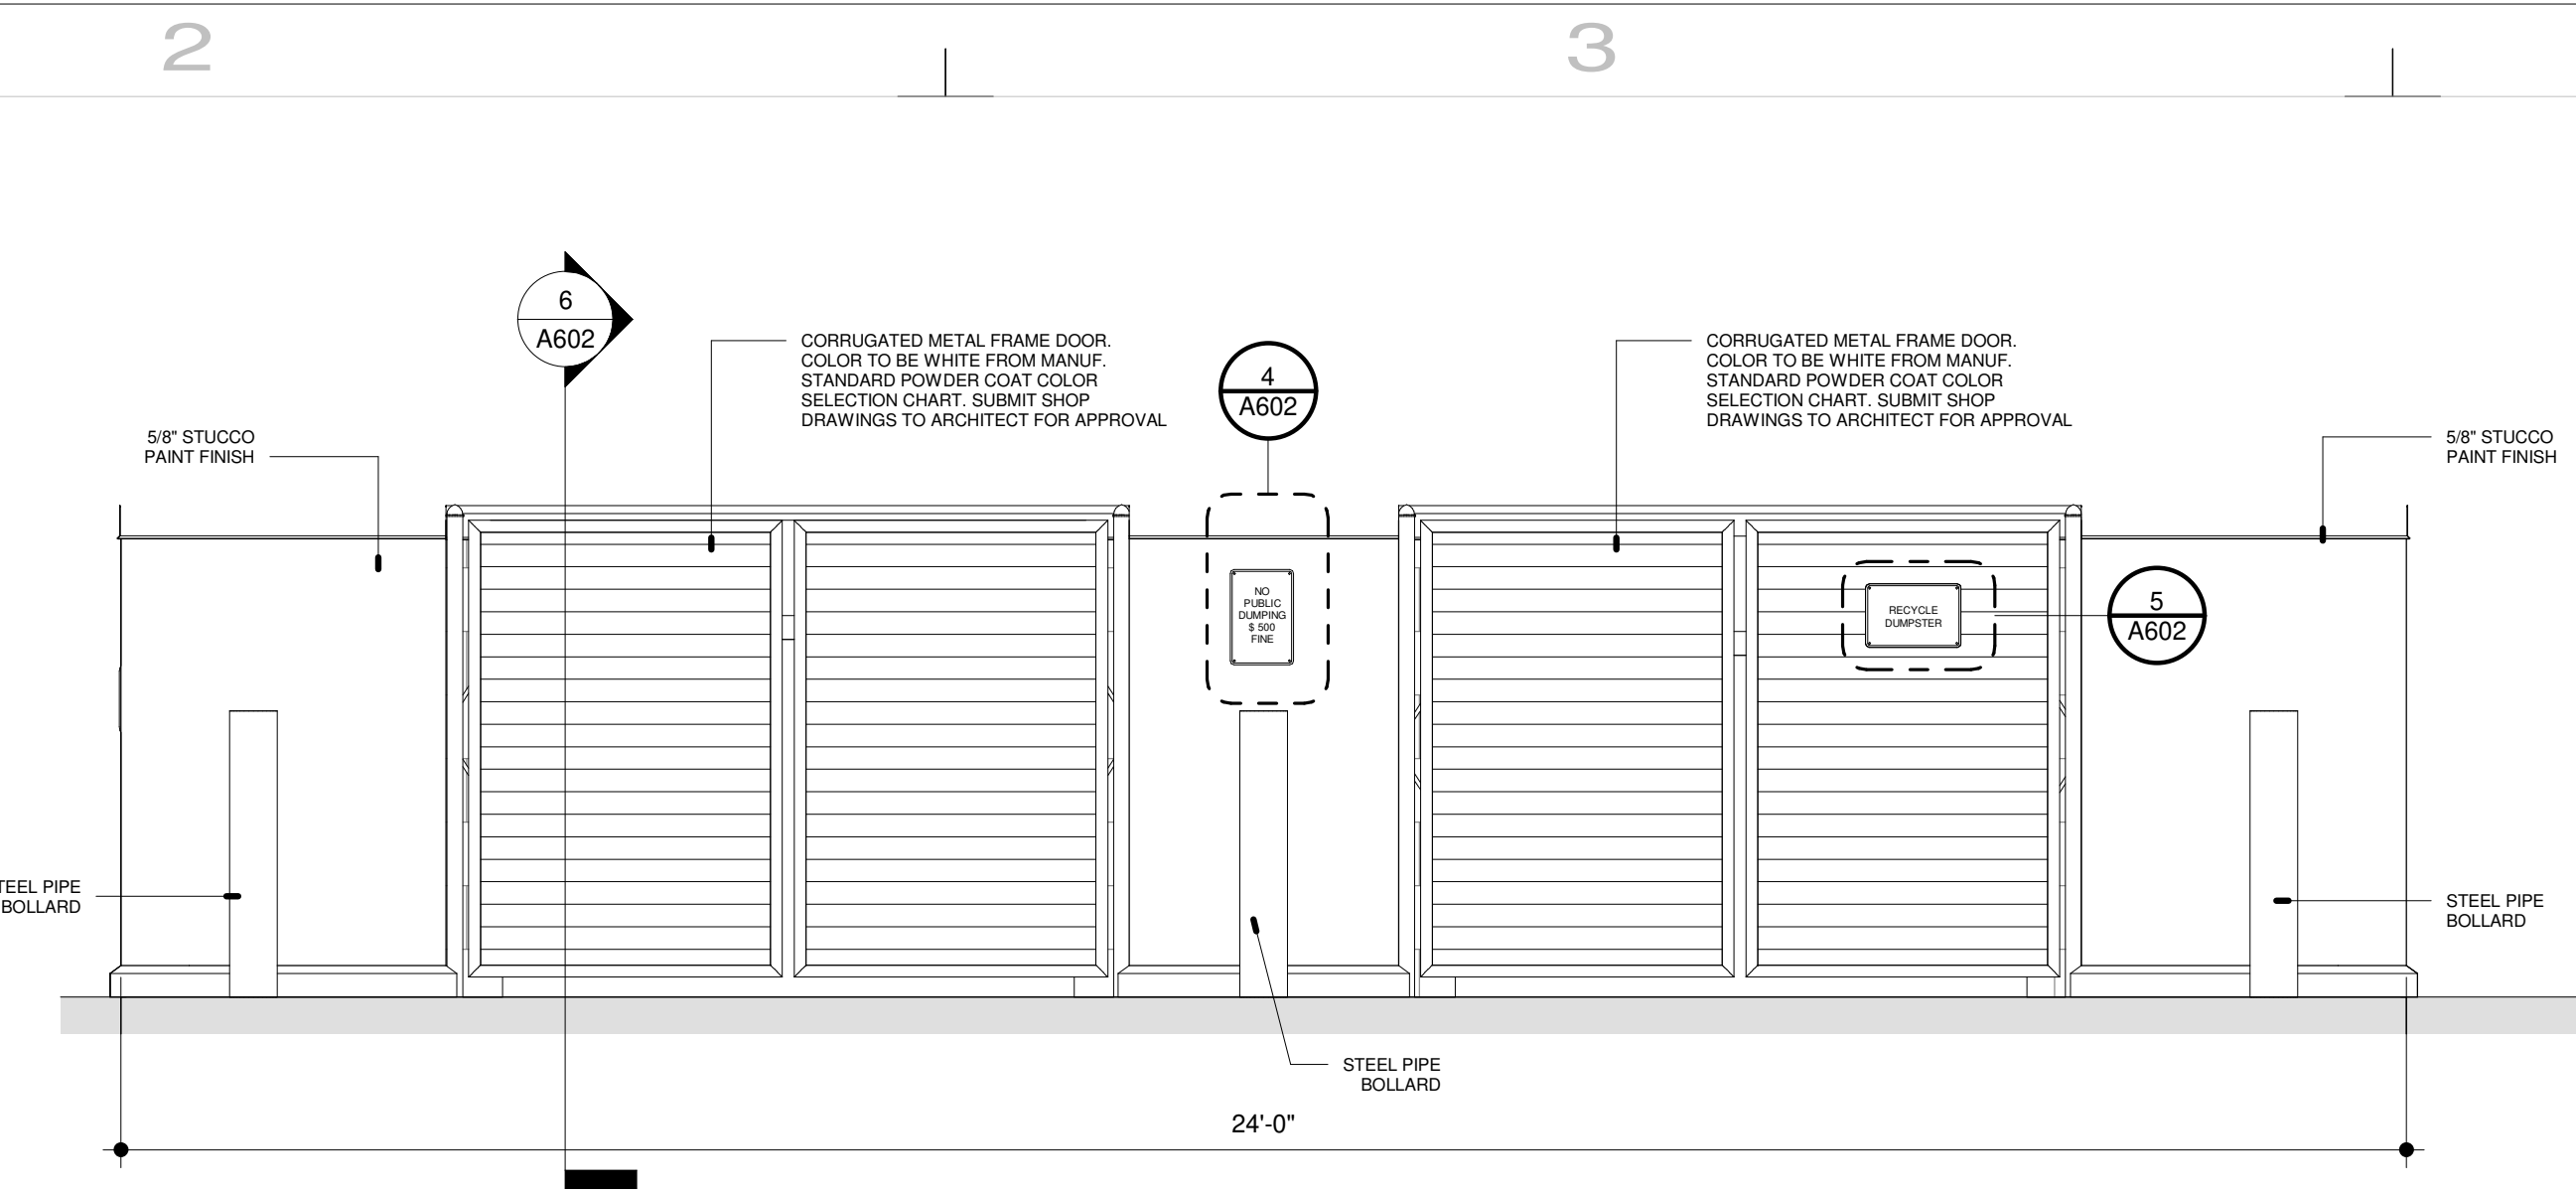 2
3
6
A602
CORRUGATED METAL FRAME DOOR.
COLOR TO BE WHITE FROM MANUF.
STANDARD POWDER COAT COLOR
SELECTION CHART. SUBMIT SHOP
DRAWINGS TO ARCHITECT FOR APPROVAL
4
A602
CORRUGATED METAL FRAME DOOR.
COLOR TO BE WHITE FROM MANUF.
STANDARD POWDER COAT COLOR
SELECTION CHART. SUBMIT SHOP
DRAWINGS TO ARCHITECT FOR APPROVAL
5/8" STUCCO
PAINT FINISH
5/8" STUCCO
PAINT FINISH
NO
PUBLIC
DUMPING
$ 500
FINE
RECYCLE
DUMPSTER
5
A602
TEEL PIPE
BOLLARD
STEEL PIPE
BOLLARD
STEEL PIPE
BOLLARD
24'-0"